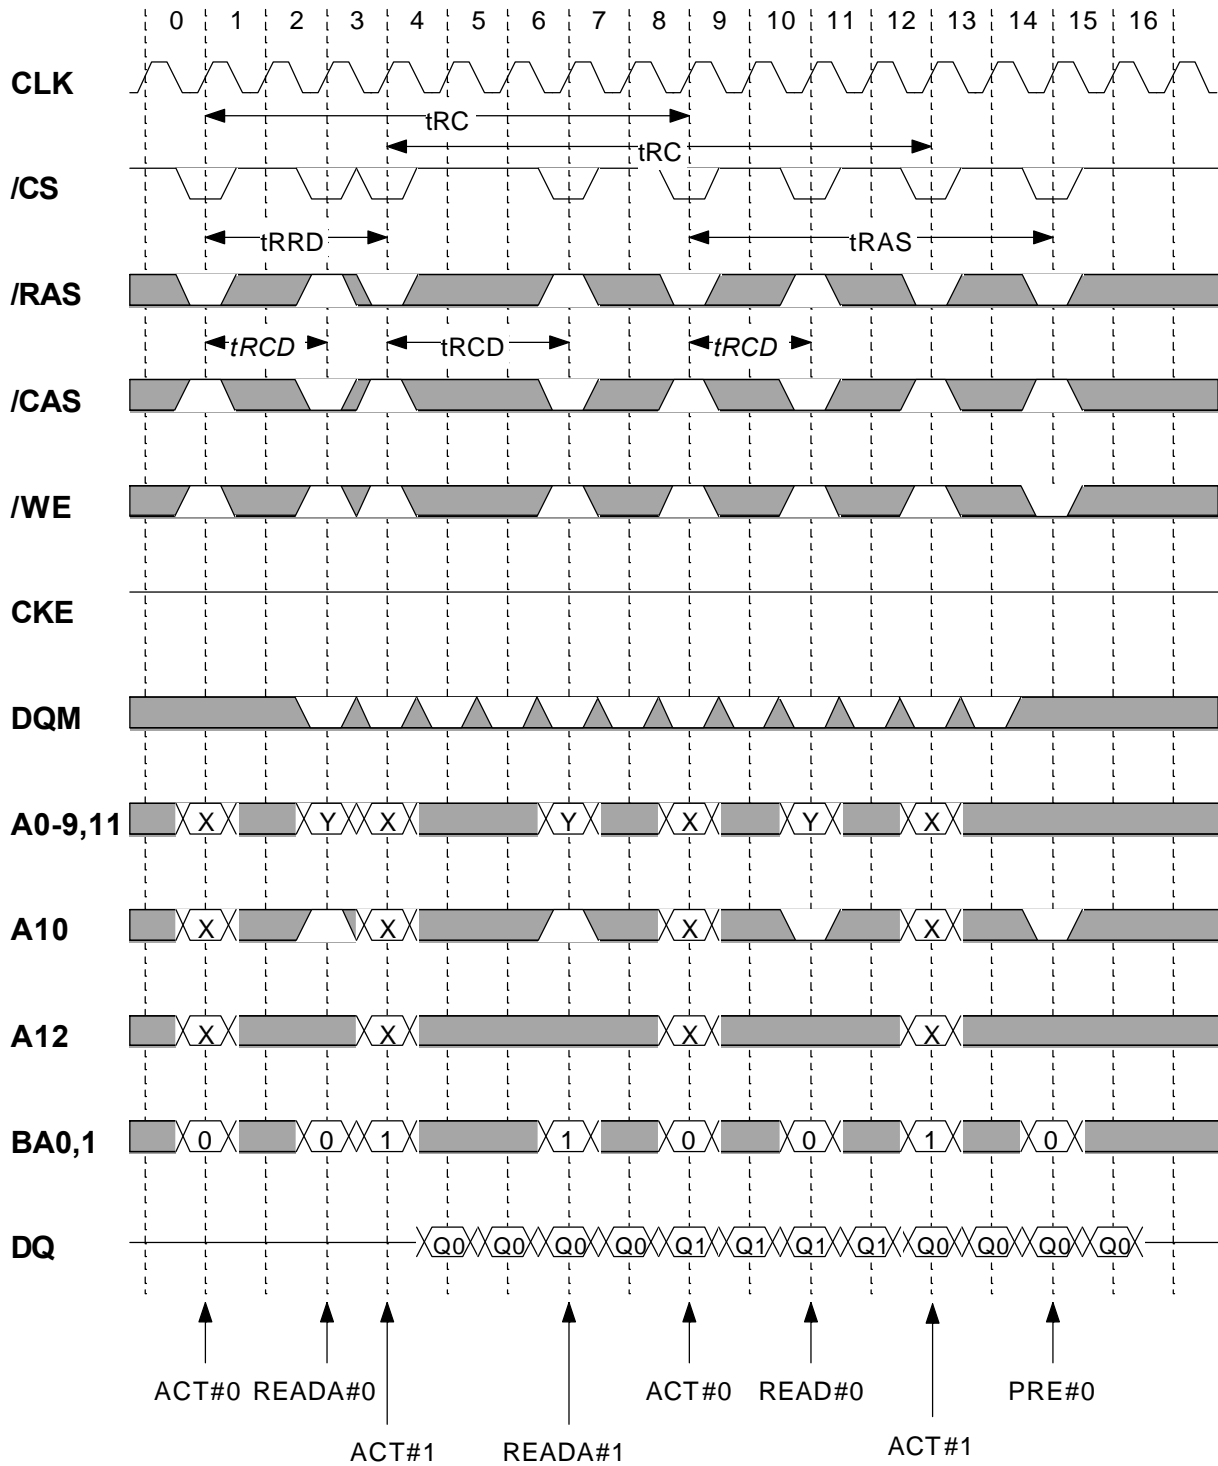 0 1 2 3 4 5 6 7 8 9 10 11 12 13 14 15 16
CLK
tRC
tRC
/CS
tRRD tRAS
/RAS
tRCD tRCD tRCD
/CAS
/WE
CKE
DQM
A0-9,11 X Y X Y X Y X
A10 X X X X
A12 X X X X
BA0,1 0 0 1 1 0 0 1 0
DQ Q0 Q0 Q0 Q0 Q1 Q1 Q1 Q1 Q0 Q0 Q0 Q0
ACT#0 READA#0 ACT#0 READ#0 PRE#0
ACT#1 READA#1 ACT#1